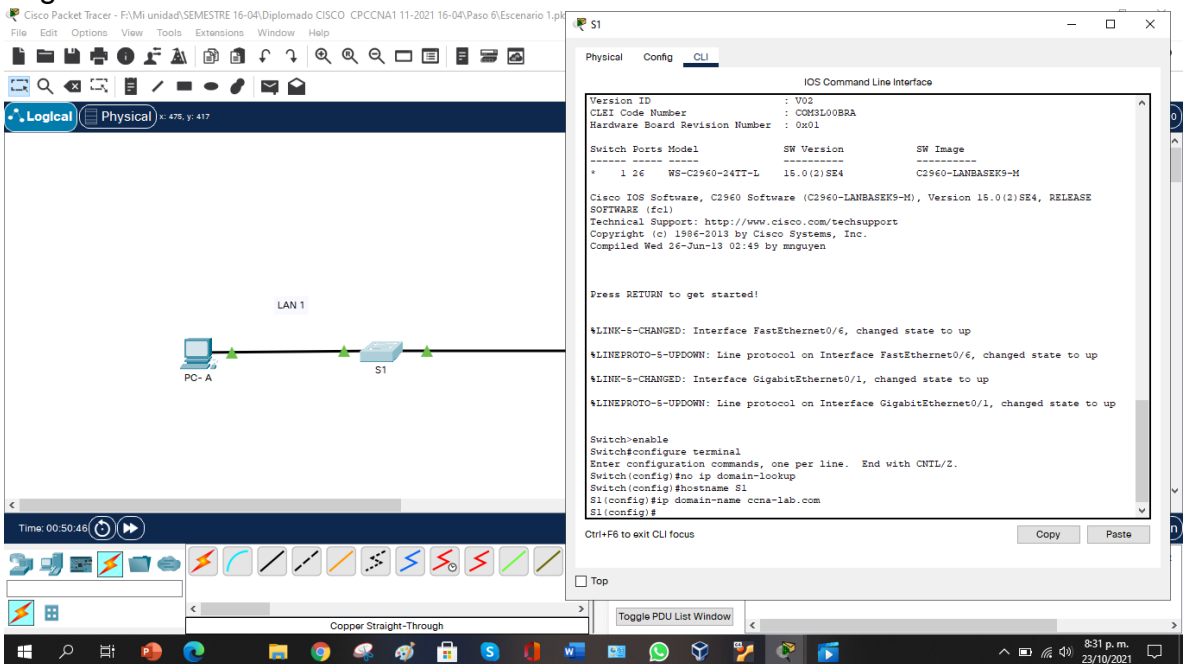 Cisco Packet Tracer - F:\Mi unidad\SEMESTRE 16-04\Diplomado CISCO CPCCNA1 11-2021 16-04\Paso 6\Escenario 1.pk
File Edit Options View Tools Extensions Window Help
Logical Physical x: 475, y: 417
LAN 1
PC- A
S1
Time: 00:50:46
Copper Straight-Through
S1
Physical Config CLI
IOS Command Line Interface
Version ID : V02
CLEI Code Number : COM3L00BRA
Hardware Board Revision Number : 0x01
Switch Ports Model SW Version SW Image
------ ----- ----- ---------- ----------
* 1 26 WS-C2960-24TT-L 15.0(2)SE4 C2960-LANBASEK9-M
Cisco IOS Software, C2960 Software (C2960-LANBASEK9-M), Version 15.0(2)SE4, RELEASE
SOFTWARE (fc1)
Technical Support: http://www.cisco.com/techsupport
Copyright (c) 1986-2013 by Cisco Systems, Inc.
Compiled Wed 26-Jun-13 02:49 by mnguyen
Press RETURN to get started!
%LINK-5-CHANGED: Interface FastEthernet0/6, changed state to up
%LINEPROTO-5-UPDOWN: Line protocol on Interface FastEthernet0/6, changed state to up
%LINK-5-CHANGED: Interface GigabitEthernet0/1, changed state to up
%LINEPROTO-5-UPDOWN: Line protocol on Interface GigabitEthernet0/1, changed state to up
Switch>enable
Switch#configure terminal
Enter configuration commands, one per line. End with CNTL/Z.
Switch(config)#no ip domain-lookup
Switch(config)#hostname S1
S1(config)#ip domain-name ccna-lab.com
S1(config)#
Ctrl+F6 to exit CLI focus
Copy Paste
Top
Toggle PDU List Window
8:31 p. m.
23/10/2021